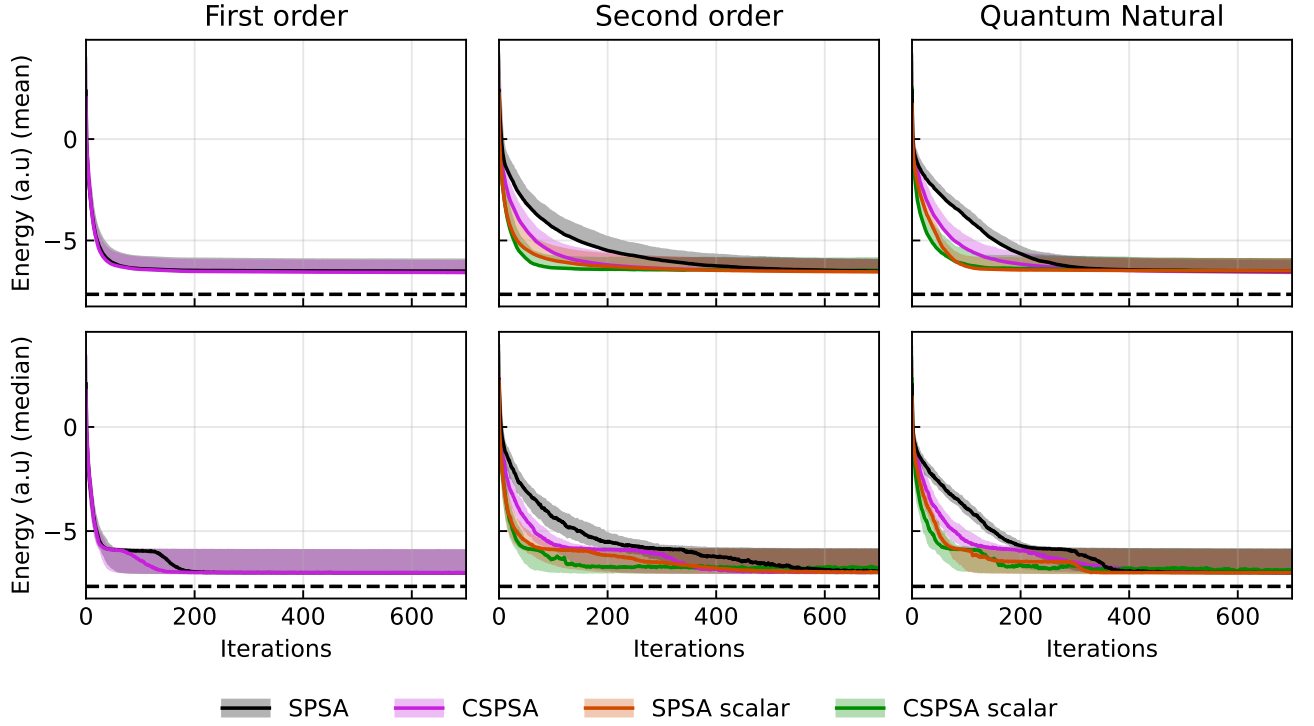 First order Second order Quantum Natural
Energy (a.u) (mean)
0
−5
Energy (a.u) (median)
0
−5
0 200 400 600 0 200 400 600 0 200 400 600
Iterations Iterations Iterations
SPSA CSPSA SPSA scalar CSPSA scalar